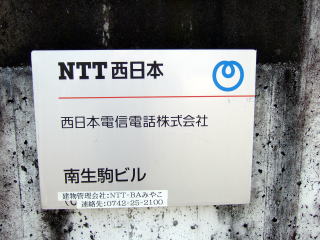 NTT西日本
西日本電信電話株式会社
南生駒ビル
建物管理会社:NTT-BAみやこ
連絡先:0742-25-2100